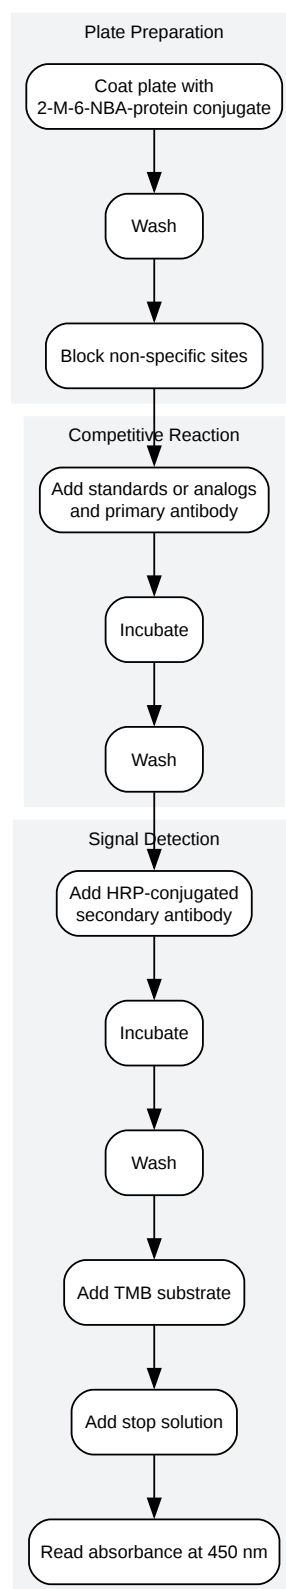 Plate Preparation
Coat plate with
2-M-6-NBA-protein conjugate
Wash
Block non-specific sites
Competitive Reaction
Add standards or analogs
and primary antibody
Incubate
Wash
Signal Detection
Add HRP-conjugated
secondary antibody
Incubate
Wash
Add TMB substrate
Add stop solution
Read absorbance at 450 nm